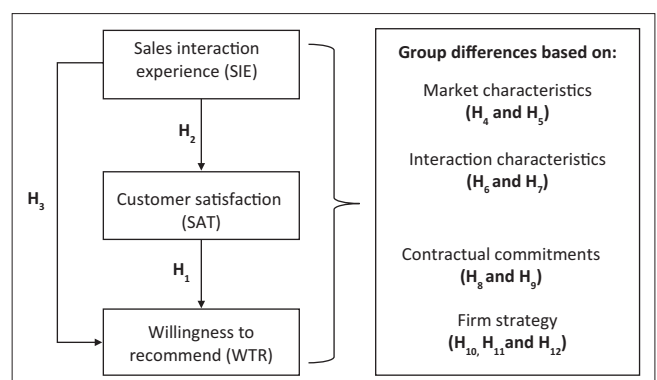 Sales interaction
experience (SIE)
H₂
H₃
Customer satisfaction
(SAT)
H₁
Willingness to
recommend (WTR)
Group differences based on:
Market characteristics
(H₄ and H₅)
Interaction characteristics
(H₆ and H₇)
Contractual commitments
(H₈ and H₉)
Firm strategy
(H₁₀, H₁₁ and H₁₂)